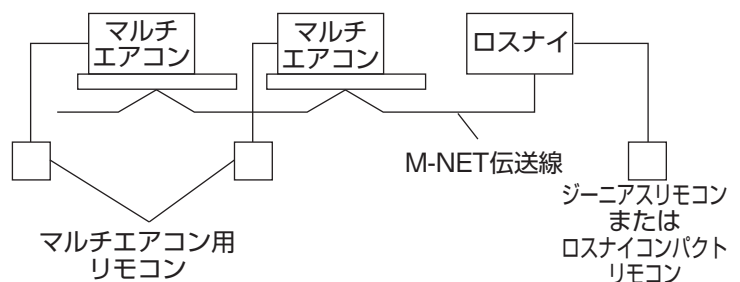 マルチ
エアコン
マルチ
エアコン
ロスナイ
M-NET伝送線
マルチエアコン用
リモコン
ジーニアスリモコン
または
ロスナイコンパクト
リモコン